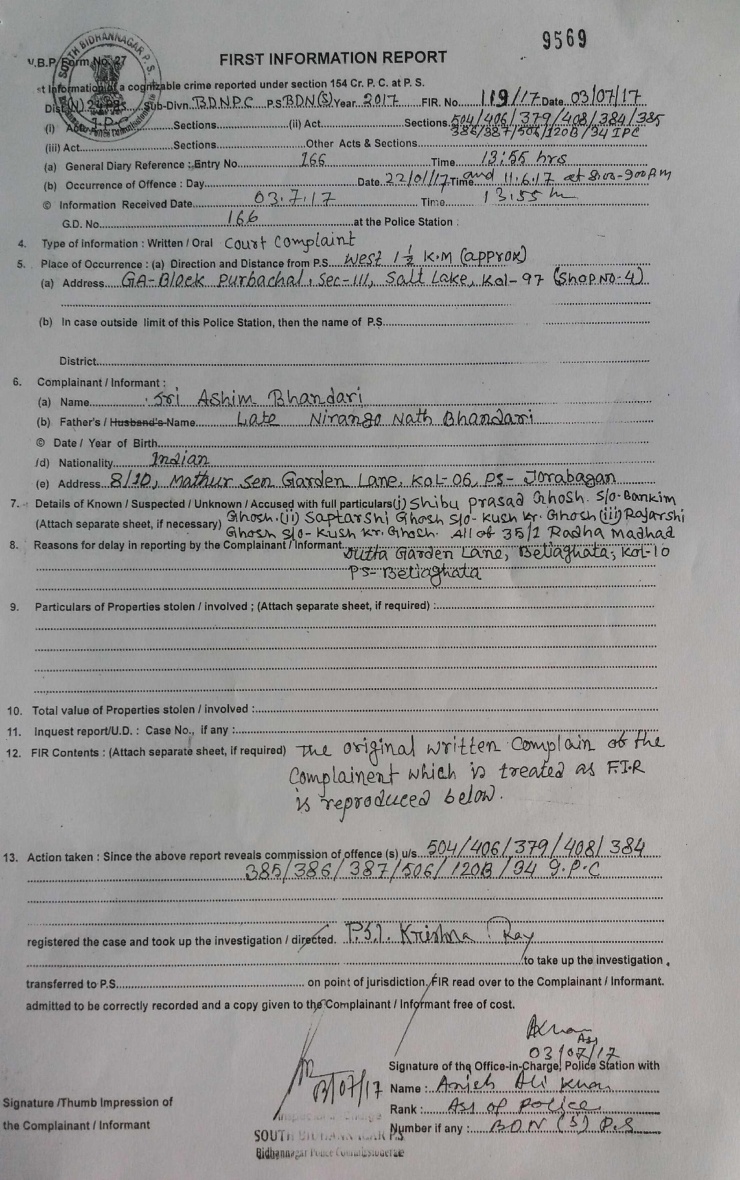 9569
SOUTH BIDHANNAGAR P.S.
W.B.P. Form No. 27
FIRST INFORMATION REPORT
st Information of a cognizable crime reported under section 154 Cr. P. C. at P. S.
Dist (N) 24 PGS Sub-Divn. BDNPC P.S BDN(S) Year 2017 FIR. No. 119/17 Date 03/07/17
(i) Act Sections (ii) Act Sections 504/406/379/408/384/385
386/387/506/120B/34 IPC
(iii) Act Sections Other Acts & Sections
(a) General Diary Reference : Entry No 166 Time 13:55 hrs
(b) Occurrence of Offence : Day Date 22/01/17 Time and 11.6.17 at 8:00-9:00 PM
© Information Received Date 03.7.17 Time 13.55 hr
G.D. No. 166 at the Police Station :
4. Type of information : Written / Oral Court Complaint
5. Place of Occurrence : (a) Direction and Distance from P.S. West 1 1/2 K.M (approx)
(a) Address GA-Block Purbachal, Sec-III, Salt Lake, Kol-97 (Shop No-4)
(b) In case outside limit of this Police Station, then the name of P.S
District
6. Complainant / Informant :
(a) Name Sri Ashim Bhandari
(b) Father's / Husband's Name Late Nirango Nath Bhandari
© Date / Year of Birth
/d) Nationality Indian
(e) Address 8/1D, Mathur Sen Garden Lane, Kol-06, PS- Jorabagan
7. Details of Known / Suspected / Unknown / Accused with full particulars (i) Shibu Prasad Ghosh S/o- Bankim
(Attach separate sheet, if necessary) Ghosh. (ii) Saptarshi Ghosh S/o- Kush Kr. Ghosh (iii) Rajarshi
Ghosh S/o- Kush Kr. Ghosh. All of 35/1 Radha Madhad
8. Reasons for delay in reporting by the Complainant / Informant Dutta Garden Lane, Beliaghata, Kol-10
PS- Beliaghata
9. Particulars of Properties stolen / involved ; (Attach separate sheet, if required) :
10. Total value of Properties stolen / involved :
11. Inquest report/U.D. : Case No., if any :
12. FIR Contents : (Attach separate sheet, if required) The original written Complain of the
Complainent which is treated as F.I.R
is reproduced below.
13. Action taken : Since the above report reveals commission of offence (s) u/s 504/406/379/408/384
385/386/387/506/120B/34 I.P.C
registered the case and took up the investigation / directed. P.S.I. Krishna Ray
to take up the investigation,
transferred to P.S. on point of jurisdiction, FIR read over to the Complainant / Informant.
admitted to be correctly recorded and a copy given to the Complainant / Informant free of cost.
ASI
03/07/17
Signature of the Office-in-Charge, Police Station with
3/07/17
Name : Anish Ali Khan
Signature /Thumb Impression of
Rank : ASI of Police
the Complainant / Informant
Number if any : BDN (S) P.S
SOUTH BIDHANNAGAR P.S.
Bidhannagar Police Commissionerate